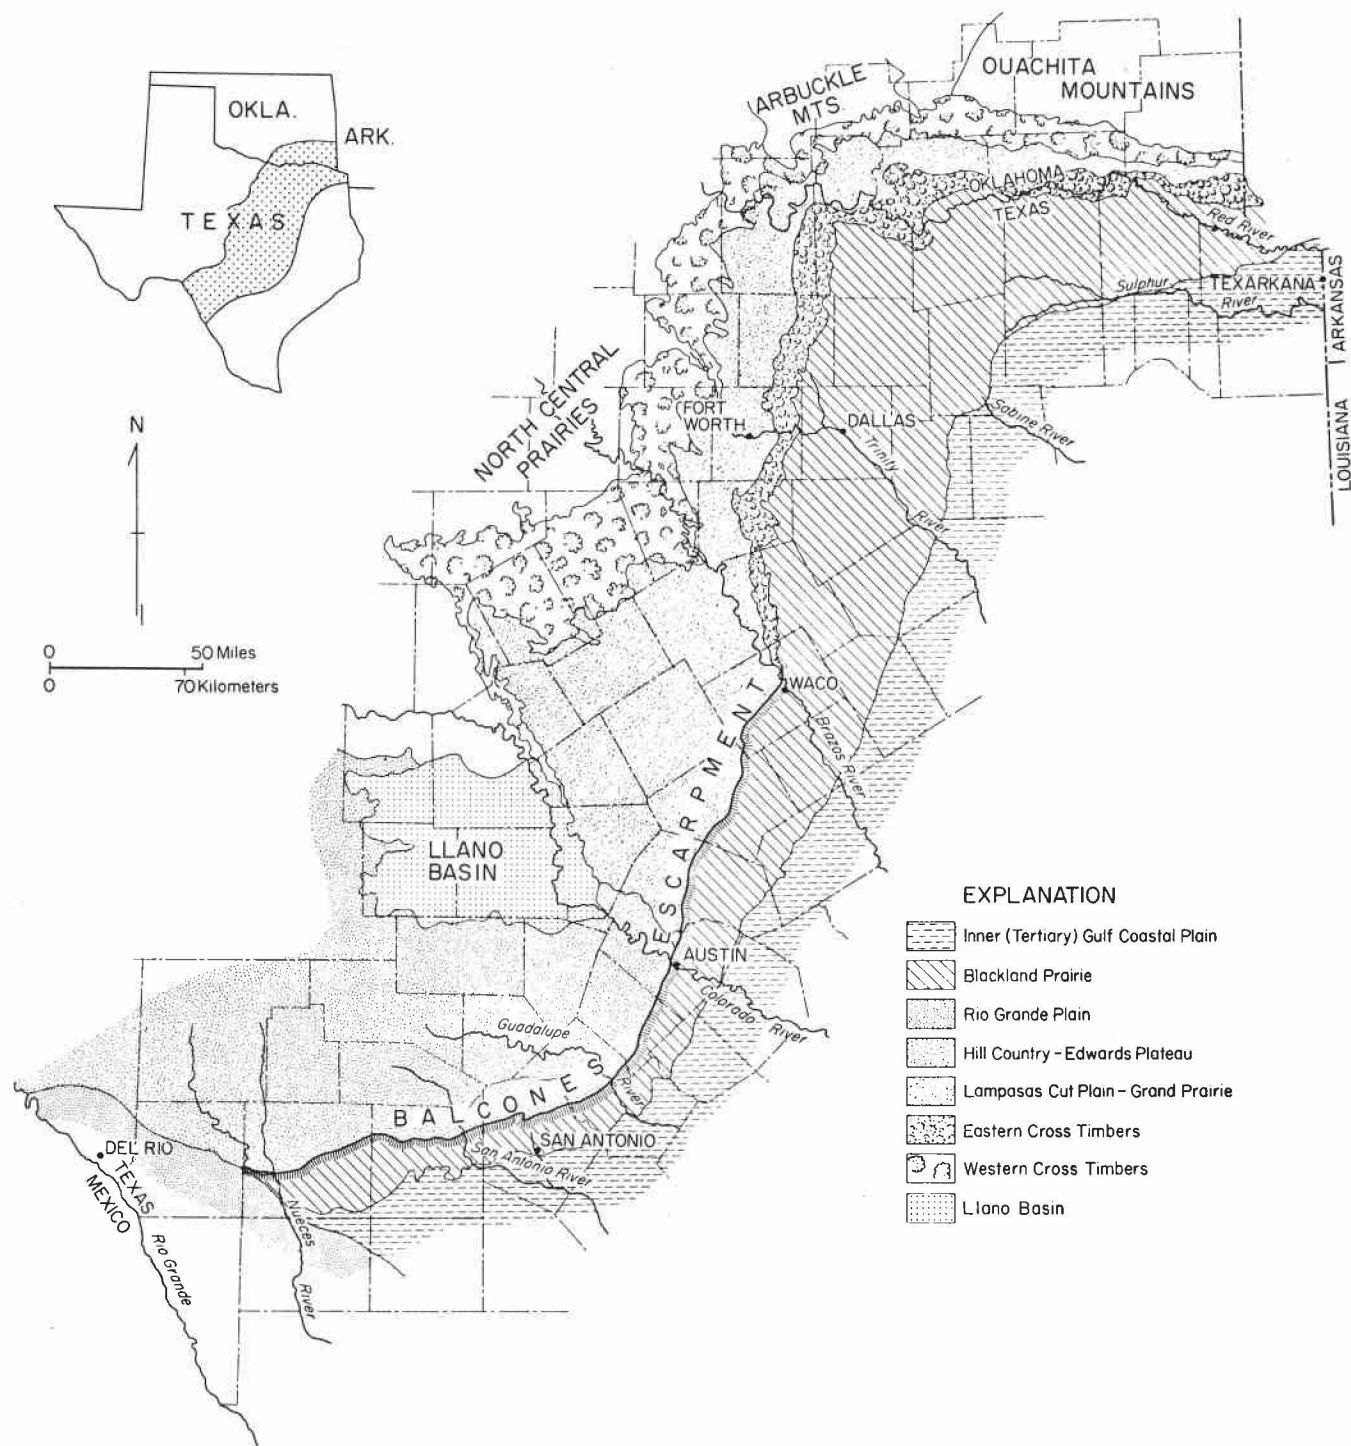 OKLA.
ARK.
TEXAS
ARBUCKLE
MTS.
OUACHITA
MOUNTAINS
OKLAHOMA
TEXAS
Red River
Sulphur
River
TEXARKANA
ARKANSAS
LOUISIANA
NORTH CENTRAL
PRAIRIES
FORT
WORTH
DALLAS
Trinity
River
Sabine River
N
0 50 Miles
0 70 Kilometers
WACO
Brazos River
BALCONES ESCARPMENT
LLANO
BASIN
AUSTIN
Colorado River
Guadalupe
River
SAN ANTONIO
San Antonio River
DEL RIO
TEXAS
MEXICO
Rio Grande
Nueces
River
EXPLANATION
Inner (Tertiary) Gulf Coastal Plain
Blackland Prairie
Rio Grande Plain
Hill Country - Edwards Plateau
Lampasas Cut Plain - Grand Prairie
Eastern Cross Timbers
Western Cross Timbers
Llano Basin